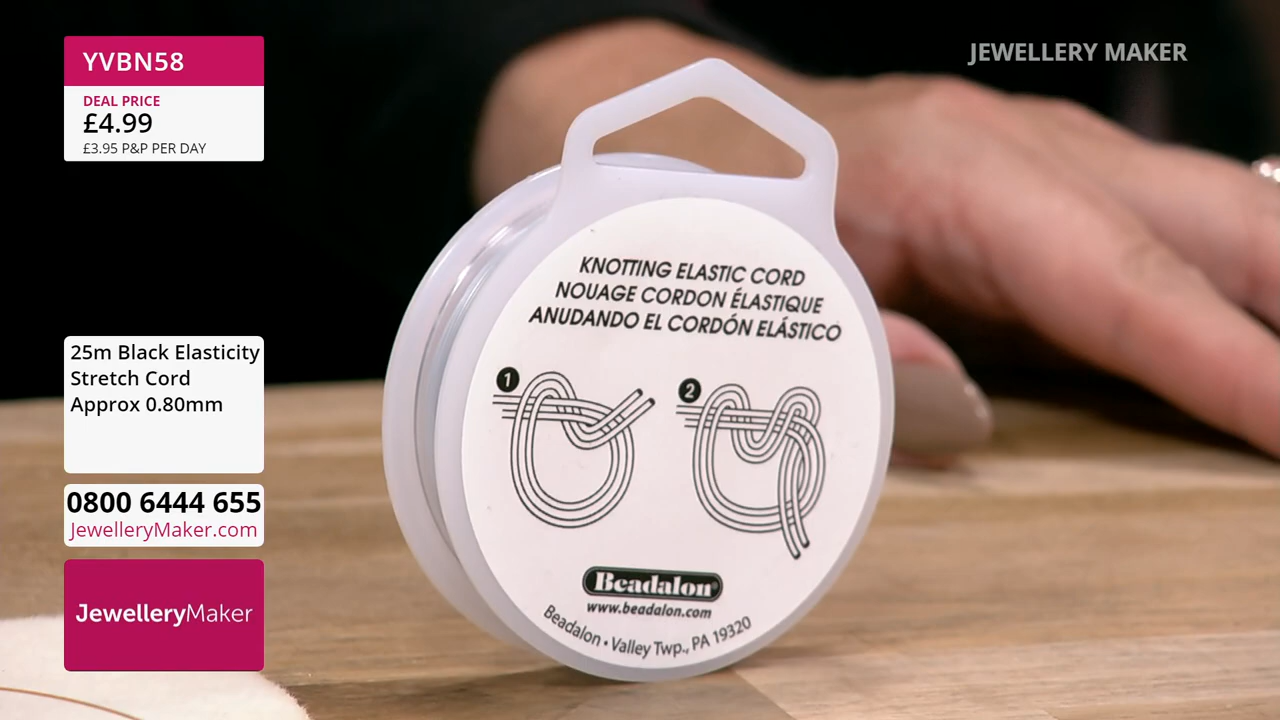 YVBN58
DEAL PRICE
£4.99
£3.95 P&P PER DAY
JEWELLERY MAKER
25m Black Elasticity
Stretch Cord
Approx 0.80mm
0800 6444 655
JewelleryMaker.com
JewelleryMaker
KNOTTING ELASTIC CORD
NOUAGE CORDON ÉLASTIQUE
ANUDANDO EL CORDÓN ELÁSTICO
1
2
Beadalon
www.beadalon.com
Beadalon • Valley Twp., PA 19320